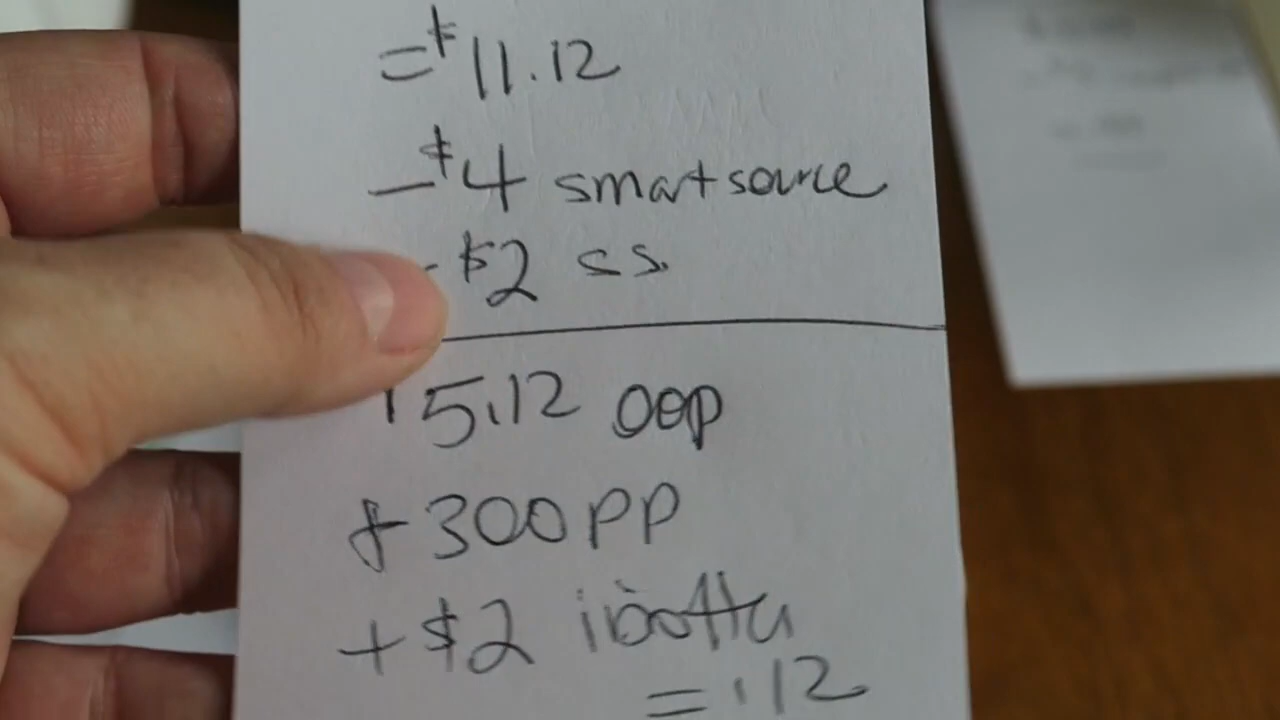 =$11.12
-$4 smartsource
-$2 ss.
5.12 oop
+300 PP
+$2 ibotta
=.12